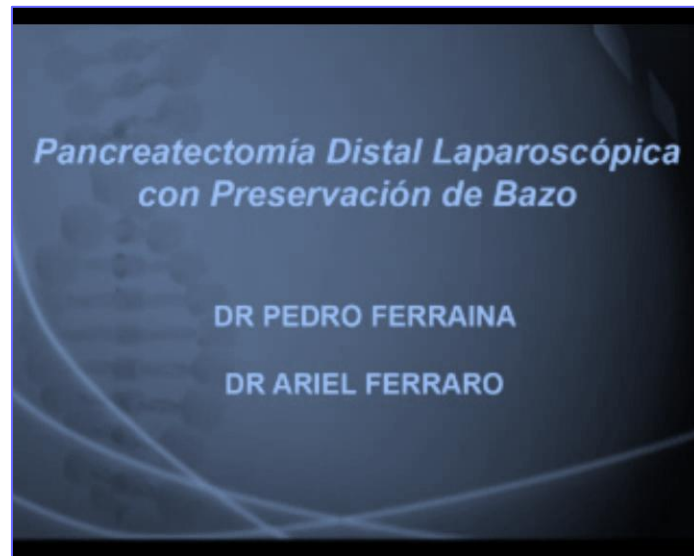 Pancreatectomía Distal Laparoscópica
con Preservación de Bazo
DR PEDRO FERRAINA
DR ARIEL FERRARO